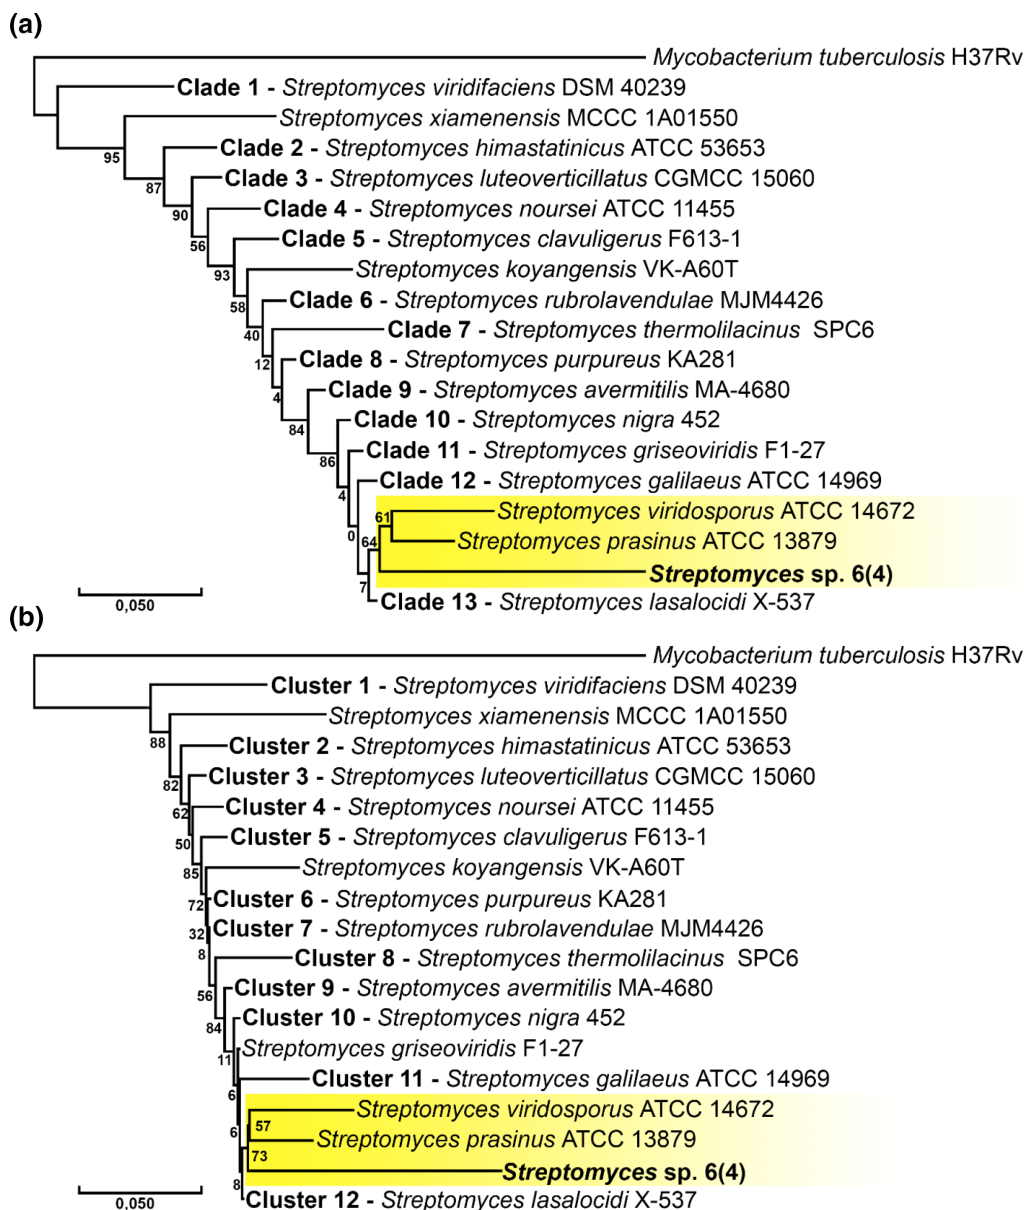 (a)
Mycobacterium tuberculosis H37Rv
Clade 1 - Streptomyces viridifaciens DSM 40239
Streptomyces xiamenensis MCCC 1A01550
95
Clade 2 - Streptomyces himastatinicus ATCC 53653
87
Clade 3 - Streptomyces luteoverticillatus CGMCC 15060
90
Clade 4 - Streptomyces noursei ATCC 11455
56
Clade 5 - Streptomyces clavuligerus F613-1
93
Streptomyces koyangensis VK-A60T
58
Clade 6 - Streptomyces rubrolavendulae MJM4426
40
Clade 7 - Streptomyces thermolilacinus SPC6
12
Clade 8 - Streptomyces purpureus KA281
4
Clade 9 - Streptomyces avermitilis MA-4680
84
Clade 10 - Streptomyces nigra 452
86
Clade 11 - Streptomyces griseoviridis F1-27
4
Clade 12 - Streptomyces galilaeus ATCC 14969
0
61
Streptomyces viridosporus ATCC 14672
64
Streptomyces prasinus ATCC 13879
Streptomyces sp. 6(4)
7
Clade 13 - Streptomyces lasalocidi X-537
0,050
(b)
Mycobacterium tuberculosis H37Rv
Cluster 1 - Streptomyces viridifaciens DSM 40239
Streptomyces xiamenensis MCCC 1A01550
88
Cluster 2 - Streptomyces himastatinicus ATCC 53653
82
Cluster 3 - Streptomyces luteoverticillatus CGMCC 15060
62
Cluster 4 - Streptomyces noursei ATCC 11455
50
Cluster 5 - Streptomyces clavuligerus F613-1
85
Streptomyces koyangensis VK-A60T
72
Cluster 6 - Streptomyces purpureus KA281
32
Cluster 7 - Streptomyces rubrolavendulae MJM4426
8
Cluster 8 - Streptomyces thermolilacinus SPC6
56
Cluster 9 - Streptomyces avermitilis MA-4680
84
Cluster 10 - Streptomyces nigra 452
11
Streptomyces griseoviridis F1-27
6
Cluster 11 - Streptomyces galilaeus ATCC 14969
6
Streptomyces viridosporus ATCC 14672
57
Streptomyces prasinus ATCC 13879
73
Streptomyces sp. 6(4)
8
Cluster 12 - Streptomyces lasalocidi X-537
0,050